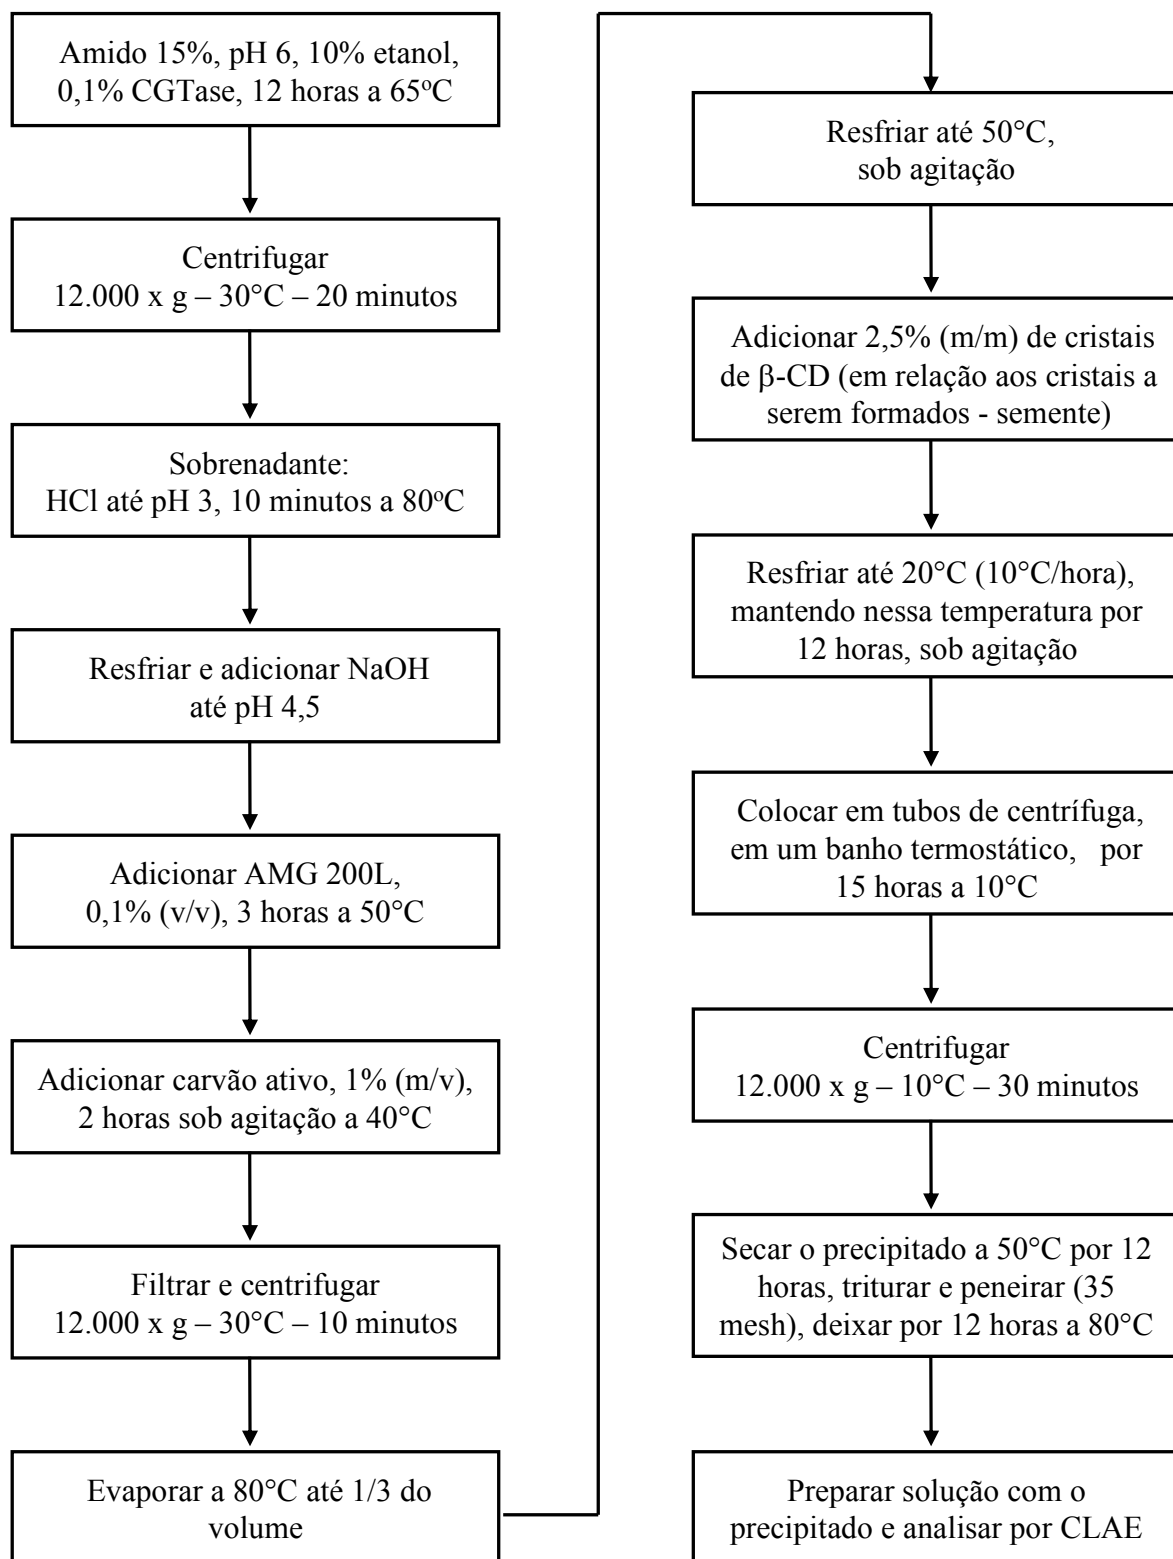 Amido 15%, pH 6, 10% etanol,
0,1% CGTase, 12 horas a 65ºC
Centrifugar
12.000 x g – 30°C – 20 minutos
Sobrenadante:
HCl até pH 3, 10 minutos a 80ºC
Resfriar e adicionar NaOH
até pH 4,5
Adicionar AMG 200L,
0,1% (v/v), 3 horas a 50°C
Adicionar carvão ativo, 1% (m/v),
2 horas sob agitação a 40°C
Filtrar e centrifugar
12.000 x g – 30°C – 10 minutos
Evaporar a 80°C até 1/3 do
volume
Resfriar até 50°C,
sob agitação
Adicionar 2,5% (m/m) de cristais
de β-CD (em relação aos cristais a
serem formados - semente)
Resfriar até 20°C (10°C/hora),
mantendo nessa temperatura por
12 horas, sob agitação
Colocar em tubos de centrífuga,
em um banho termostático, por
15 horas a 10°C
Centrifugar
12.000 x g – 10°C – 30 minutos
Secar o precipitado a 50°C por 12
horas, triturar e peneirar (35
mesh), deixar por 12 horas a 80°C
Preparar solução com o
precipitado e analisar por CLAE